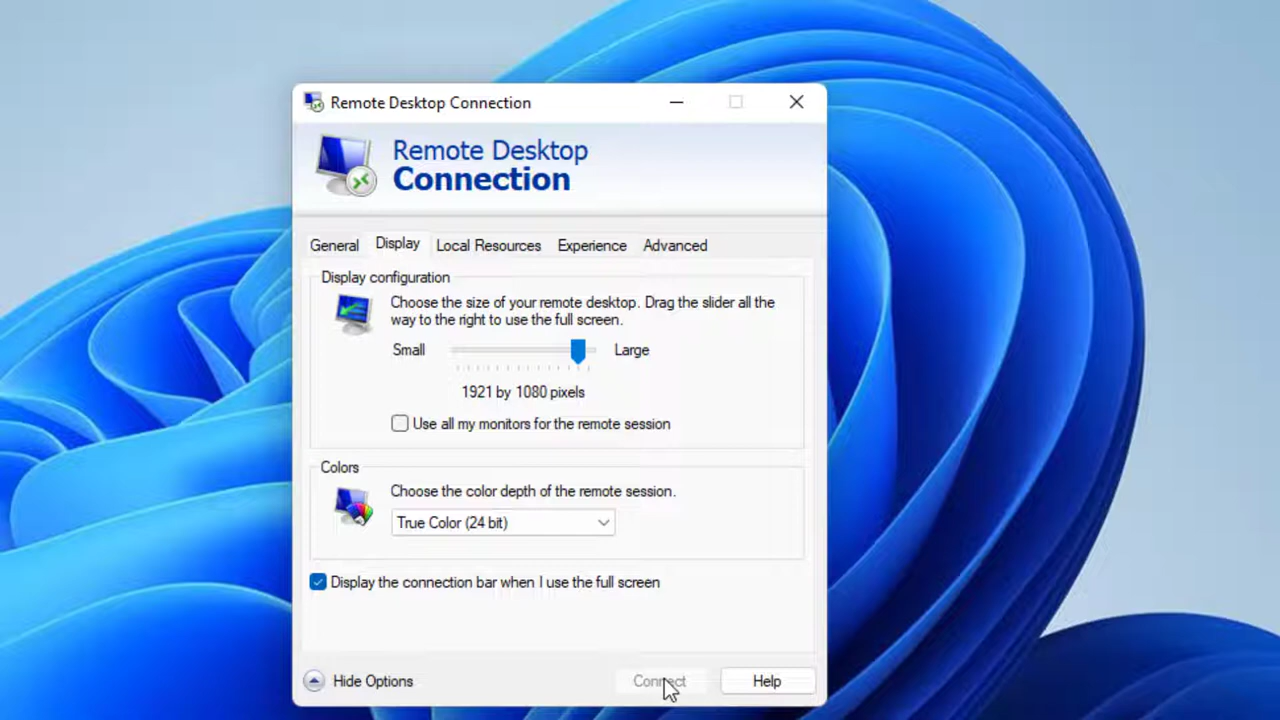 Remote Desktop Connection
Remote Desktop
Connection
General Display Local Resources Experience Advanced
Display configuration
Choose the size of your remote desktop. Drag the slider all the
way to the right to use the full screen.
Small Large
1921 by 1080 pixels
Use all my monitors for the remote session
Colors
Choose the color depth of the remote session.
True Color (24 bit)
Display the connection bar when I use the full screen
Hide Options Connect Help